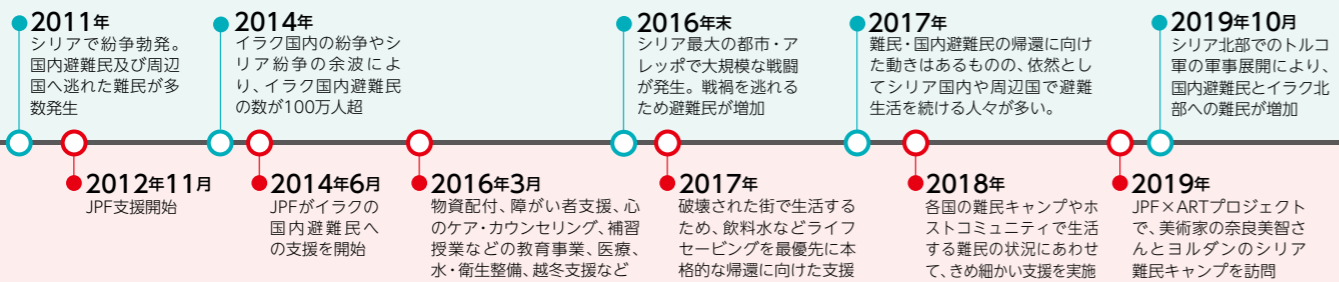 2011年
シリアで紛争勃発。
国内避難民及び周辺
国へ逃れた難民が多
数発生
2014年
イラク国内の紛争やシ
リア紛争の余波によ
り、イラク国内避難民
の数が100万人超
2016年末
シリア最大の都市・ア
レッポで大規模な戦闘
が発生。戦禍を逃れる
ため避難民が増加
2017年
難民・国内避難民の帰還に向け
た動きはあるものの、依然とし
てシリア国内や周辺国で避難
生活を続ける人々が多い。
2019年10月
シリア北部でのトルコ
軍の軍事展開により、
国内避難民とイラク北
部への難民が増加
2012年11月
JPF支援開始
2014年6月
JPFがイラクの
国内避難民へ
の支援を開始
2016年3月
物資配付、障がい者支援、心
のケア・カウンセリング、補習
授業などの教育事業、医療、
水・衛生整備、越冬支援など
2017年
破壊された街で生活する
ため、飲料水などライフ
セービングを最優先に本
格的な帰還に向けた支援
2018年
各国の難民キャンプやホ
ストコミュニティで生活
する難民の状況にあわせ
て、きめ細かい支援を実施
2019年
JPF×ARTプロジェクト
で、美術家の奈良美智さ
んとヨルダンのシリア
難民キャンプを訪問